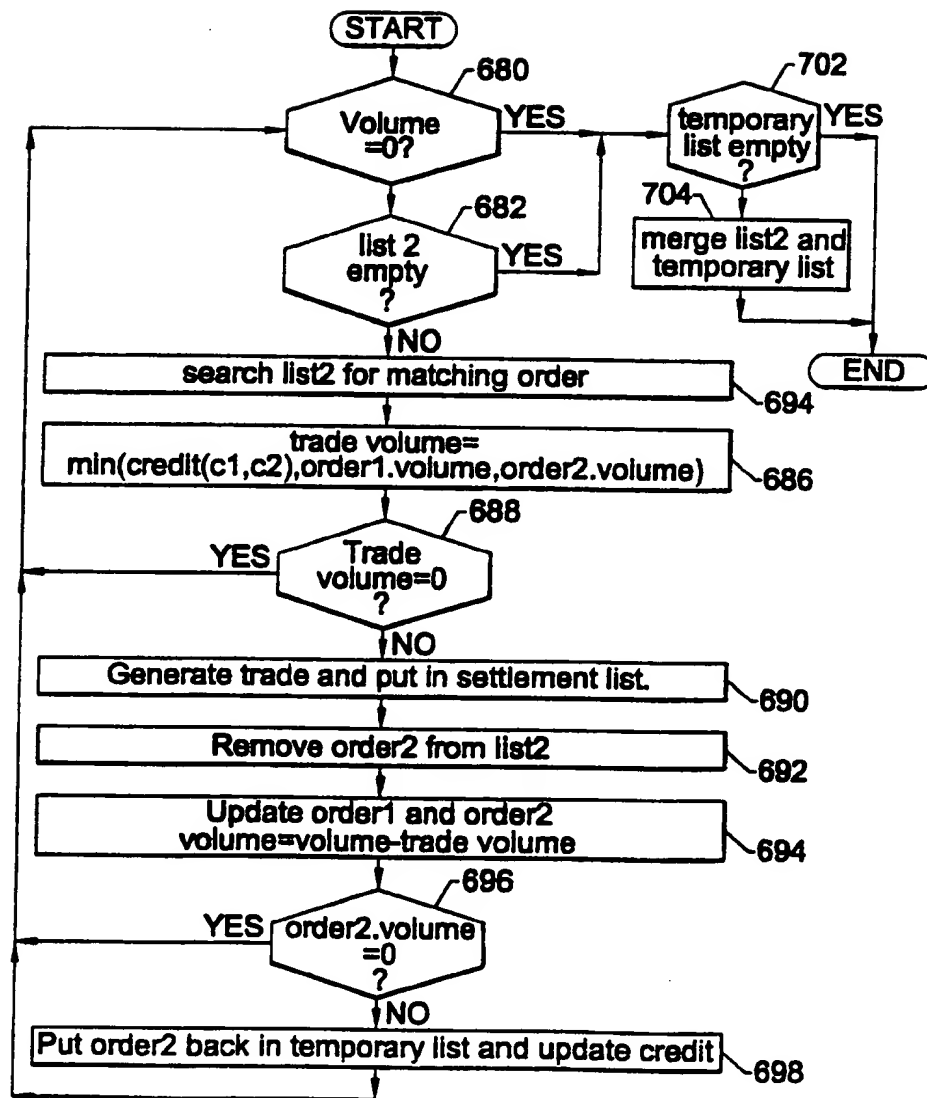 START
680
Volume
=0?
YES
702
temporary
list empty
?
YES
682
list 2
empty
?
YES
704
merge list2 and
temporary list
NO
END
search list2 for matching order
694
trade volume=
min(credit(c1,c2),order1.volume,order2.volume)
686
688
YES
Trade
volume=0
?
NO
Generate trade and put in settlement list.
690
Remove order2 from list2
692
Update order1 and order2
volume=volume-trade volume
694
696
YES
order2.volume
=0
?
NO
Put order2 back in temporary list and update credit
698